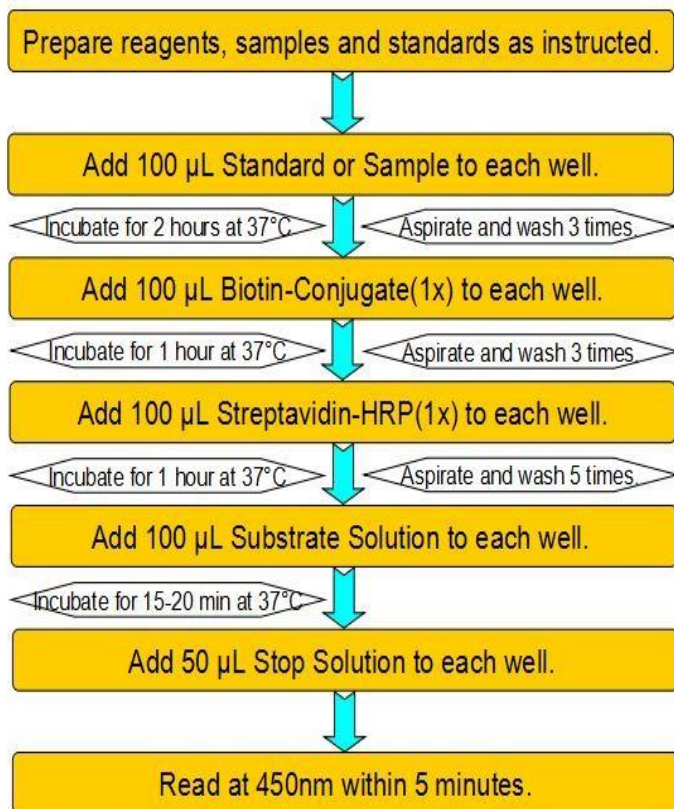 Prepare reagents, samples and standards as instructed.
Add 100 µL Standard or Sample to each well.
Incubate for 2 hours at 37°C
Aspirate and wash 3 times.
Add 100 µL Biotin-Conjugate(1x) to each well.
Incubate for 1 hour at 37°C
Aspirate and wash 3 times.
Add 100 µL Streptavidin-HRP(1x) to each well.
Incubate for 1 hour at 37°C
Aspirate and wash 5 times.
Add 100 µL Substrate Solution to each well.
Incubate for 15-20 min at 37°C
Add 50 µL Stop Solution to each well.
Read at 450nm within 5 minutes.